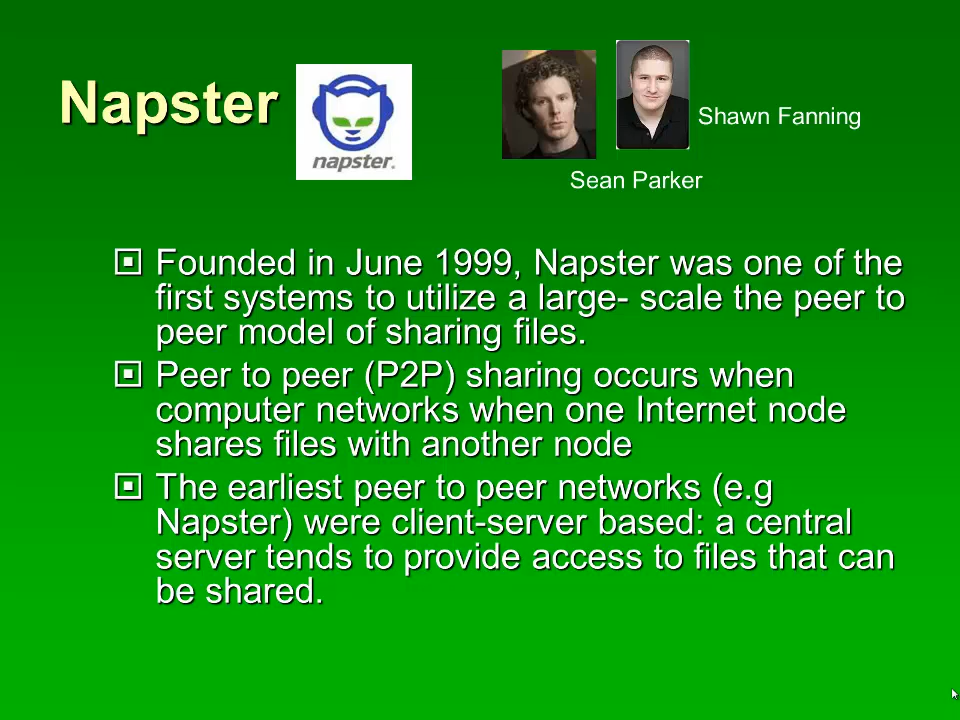 Napster
napster.
Shawn Fanning
Sean Parker
Founded in June 1999, Napster was one of the
first systems to utilize a large- scale the peer to
peer model of sharing files.
Peer to peer (P2P) sharing occurs when
computer networks when one Internet node
shares files with another node
The earliest peer to peer networks (e.g
Napster) were client-server based: a central
server tends to provide access to files that can
be shared.